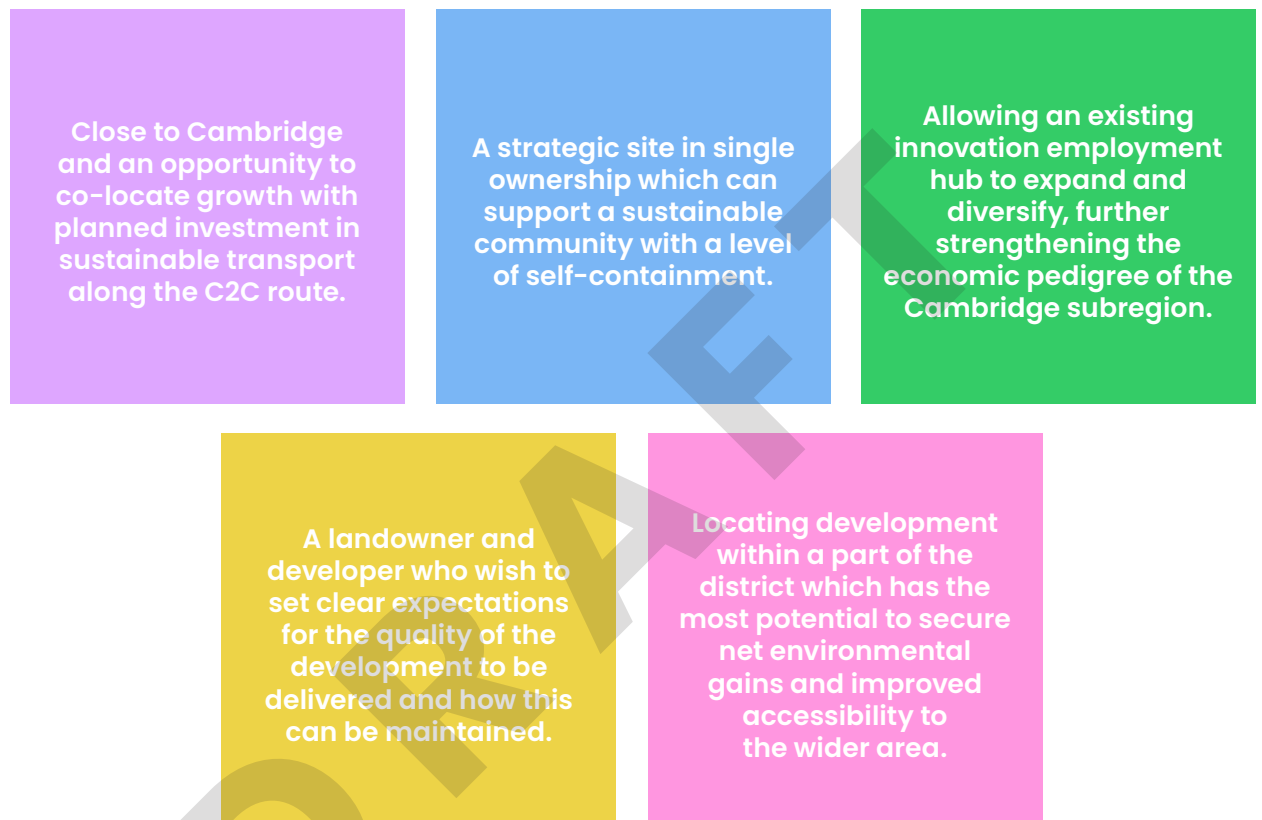 Close to Cambridge
and an opportunity to
co-locate growth with
planned investment in
sustainable transport
along the C2C route.
A strategic site in single
ownership which can
support a sustainable
community with a level
of self-containment.
Allowing an existing
innovation employment
hub to expand and
diversify, further
strengthening the
economic pedigree of the
Cambridge subregion.
A landowner and
developer who wish to
set clear expectations
for the quality of the
development to be
delivered and how this
can be maintained.
Locating development
within a part of the
district which has the
most potential to secure
net environmental
gains and improved
accessibility to
the wider area.
DRAFT